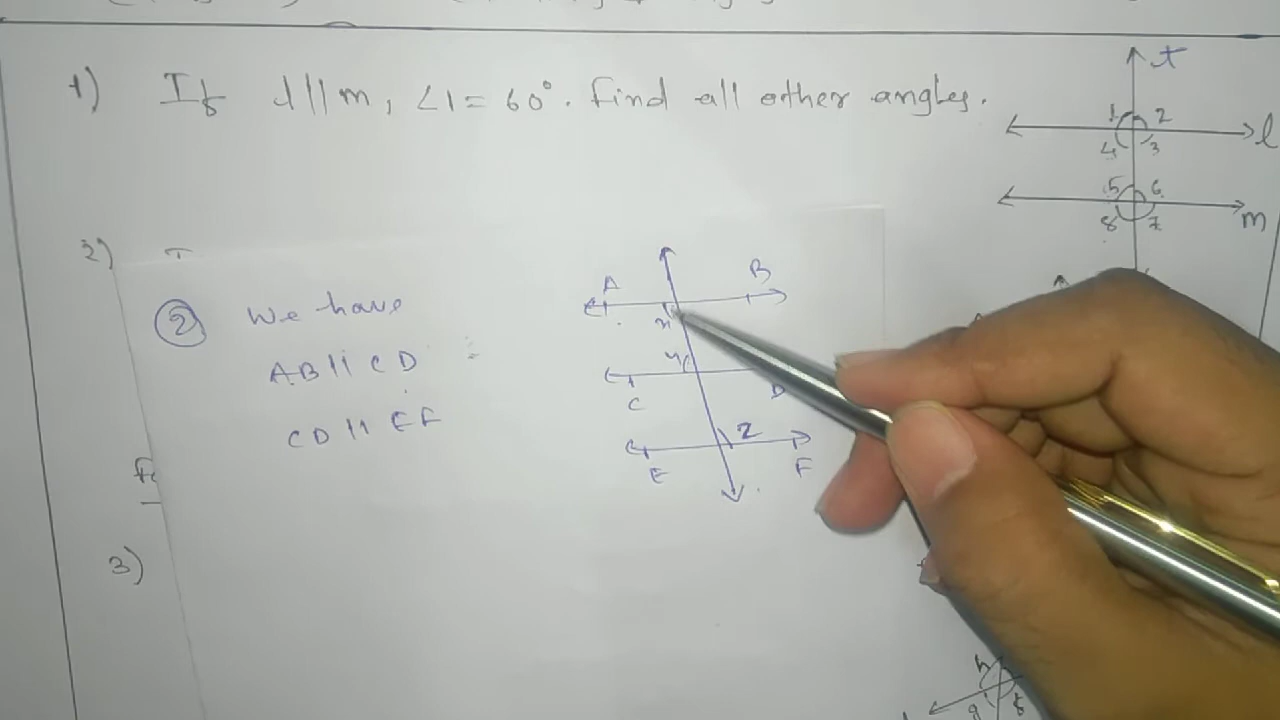 1) If l||m, ∠1 = 60°. Find all other angles.
t
1 2
4 3
l
5 6
8 7
m
2)
② We have
AB || CD
CD || EF
A B
x
y
C D
z
E F
3)
h
g